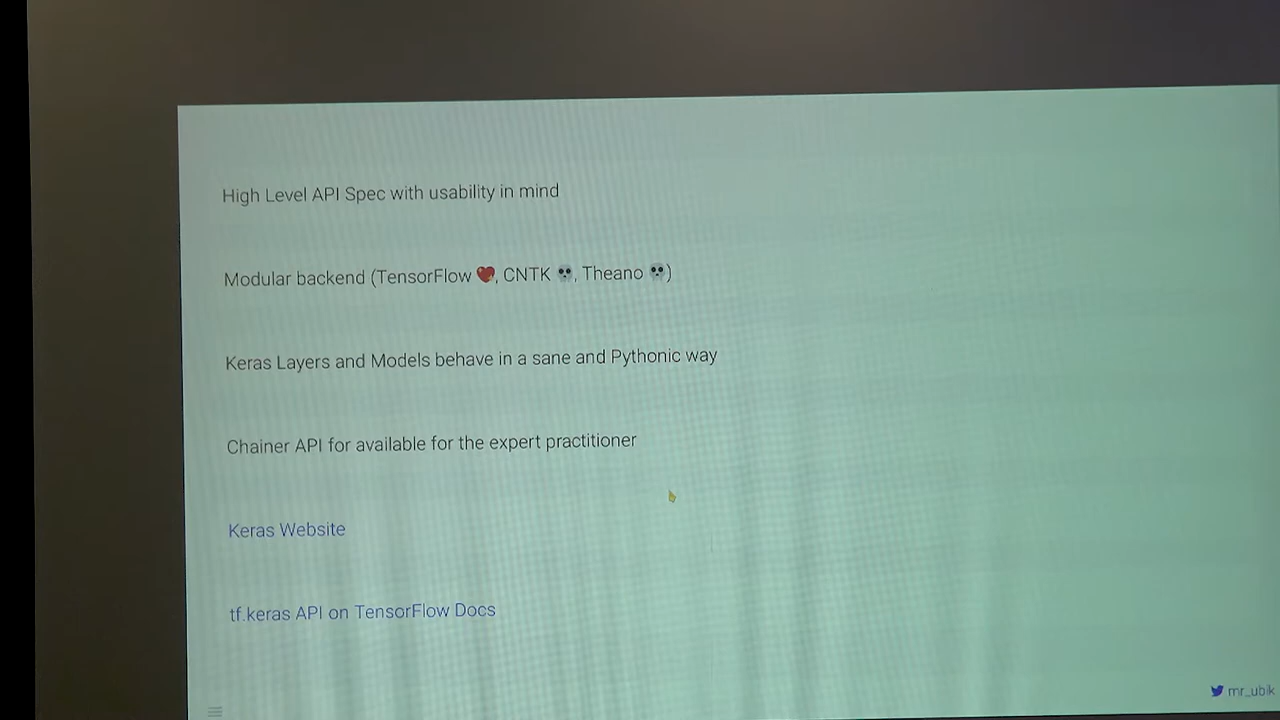 High Level API Spec with usability in mind
Modular backend (TensorFlow ❤️, CNTK 💀, Theano 💀)
Keras Layers and Models behave in a sane and Pythonic way
Chainer API for available for the expert practitioner
Keras Website
tf.keras API on TensorFlow Docs
mr_ubik